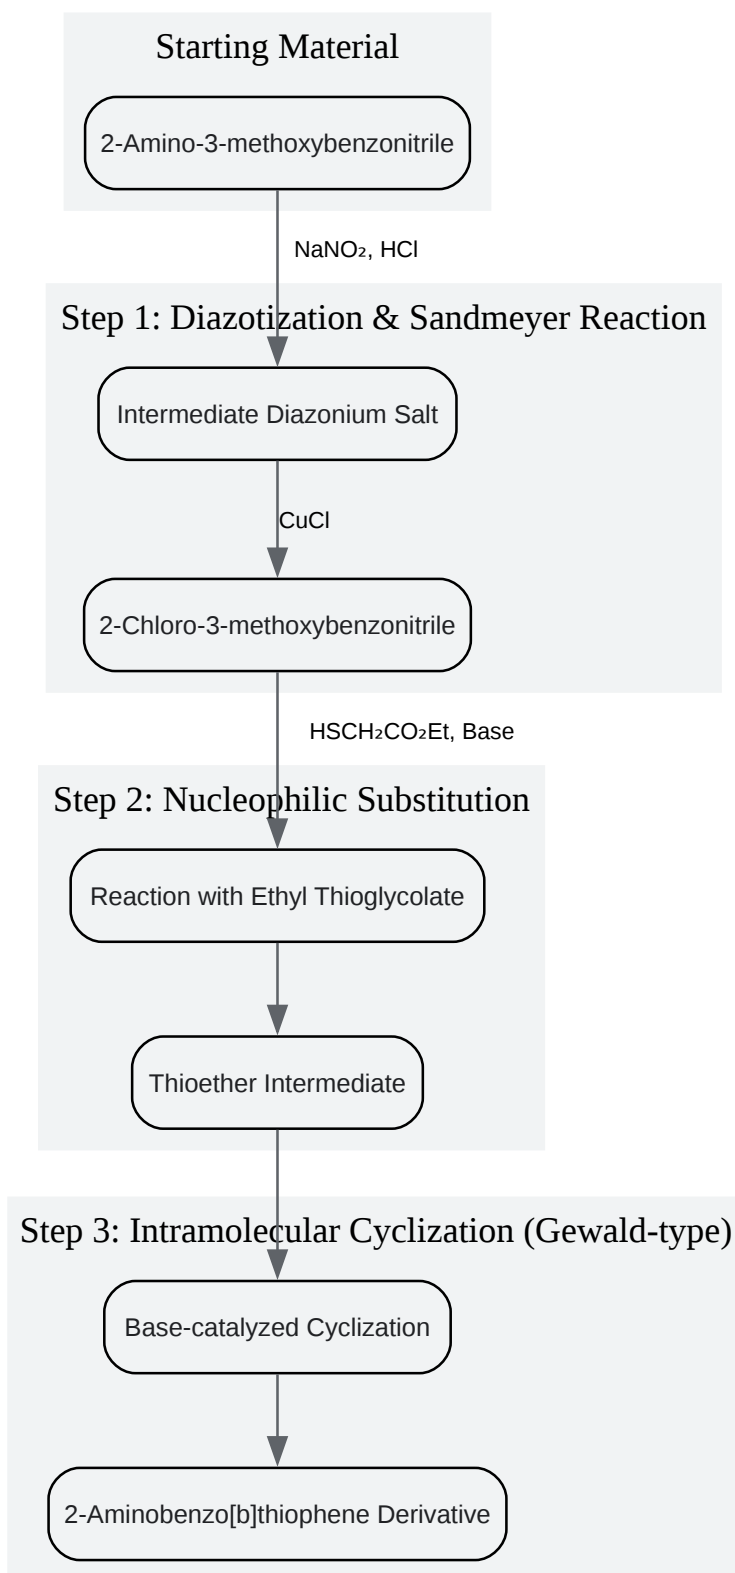 Starting Material
2-Amino-3-methoxybenzonitrile
NaNO₂, HCl
Step 1: Diazotization & Sandmeyer Reaction
Intermediate Diazonium Salt
CuCl
2-Chloro-3-methoxybenzonitrile
HSCH₂CO₂Et, Base
Step 2: Nucleophilic Substitution
Reaction with Ethyl Thioglycolate
Thioether Intermediate
Step 3: Intramolecular Cyclization (Gewald-type)
Base-catalyzed Cyclization
2-Aminobenzo[b]thiophene Derivative